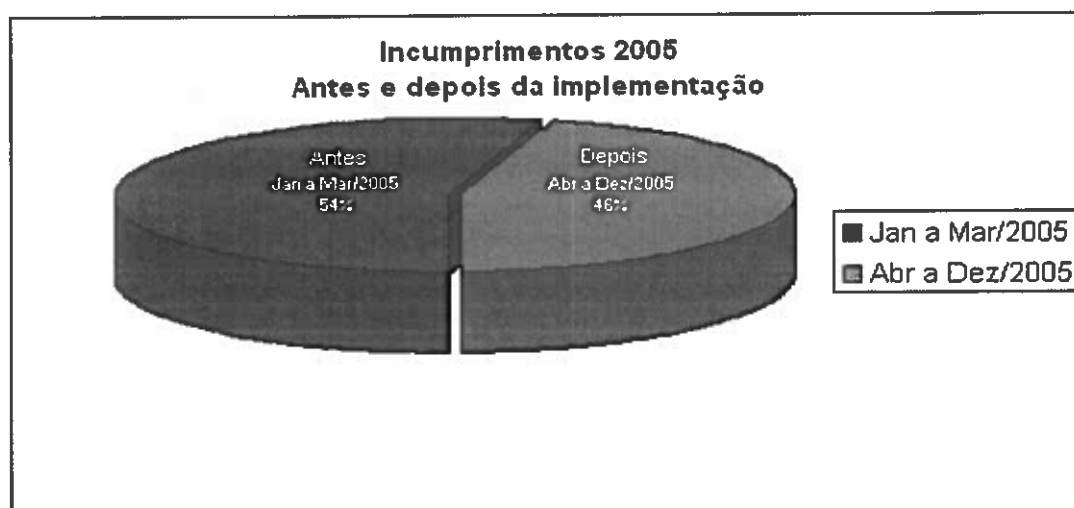 Incumprimentos 2005
Antes e depois da implementação
Antes
Jan a Mar/2005
54%
Depois
Abr a Dez/2005
46%
Jan a Mar/2005
Abr a Dez/2005